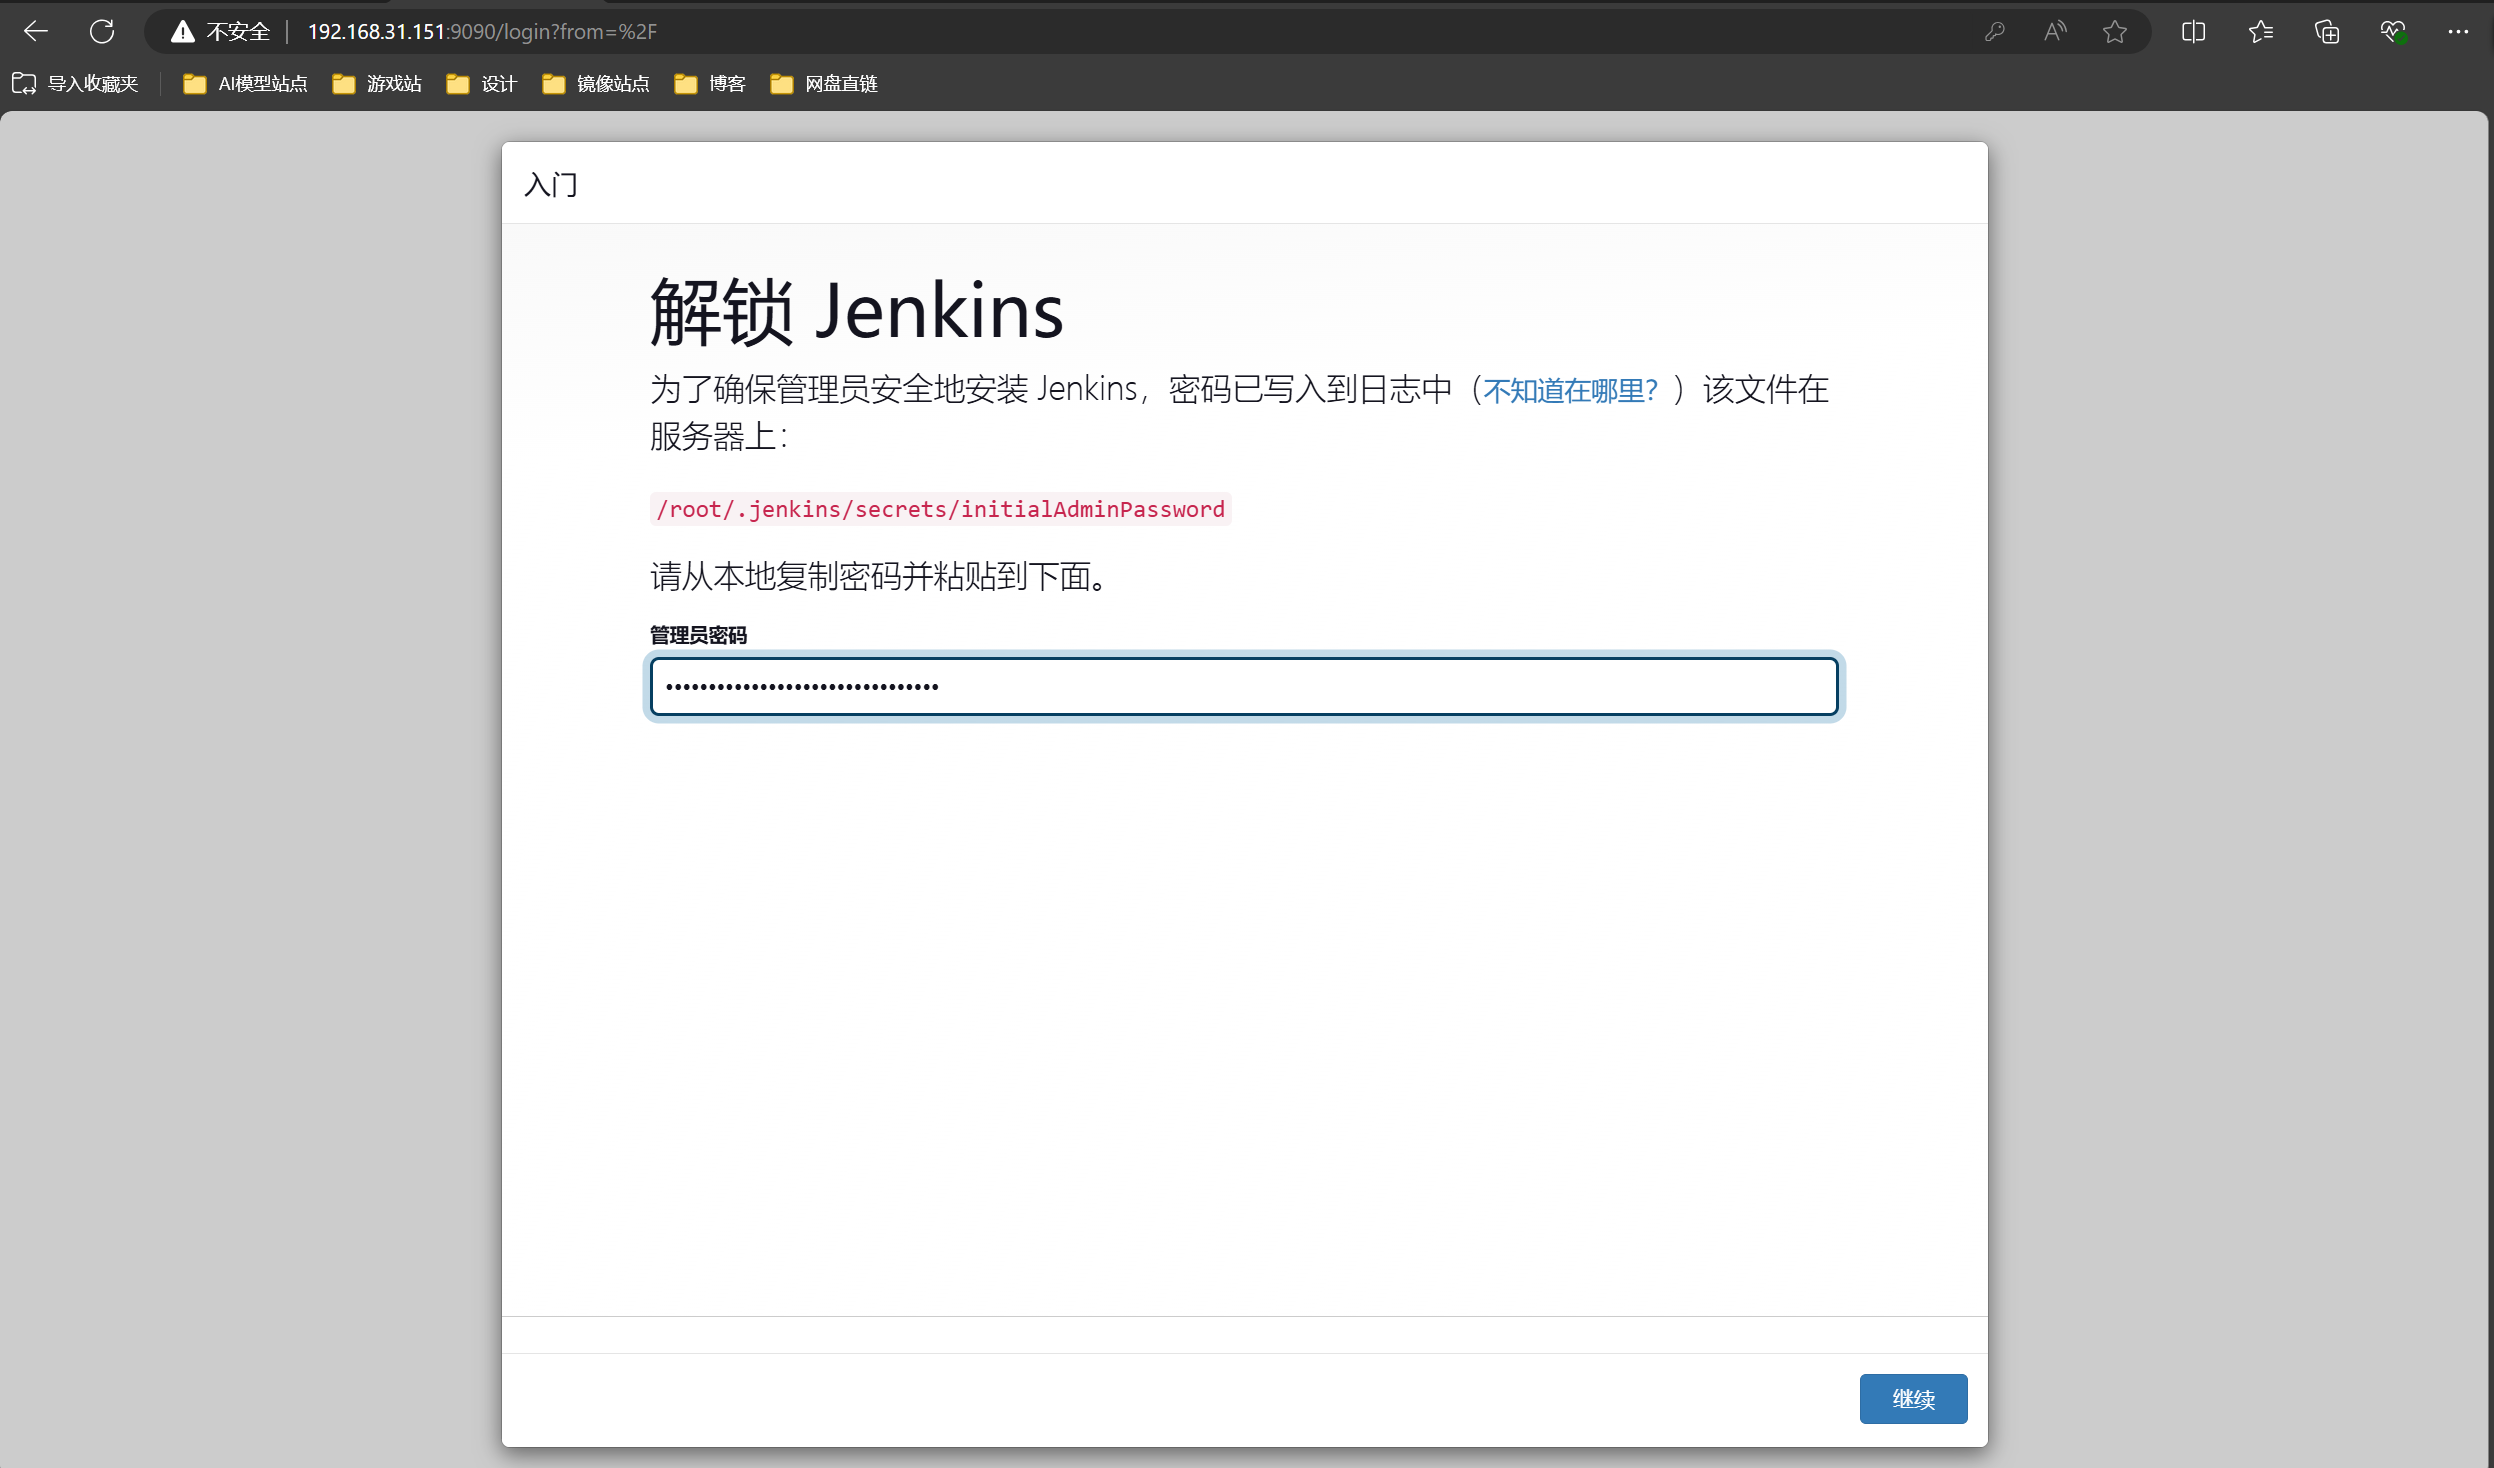 不安全 | 192.168.31.151:9090/login?from=%2F
导入收藏夹 AI模型站点 游戏站 设计 镜像站点 博客 网盘直链
入门
解锁 Jenkins
为了确保管理员安全地安装 Jenkins，密码已写入到日志中（不知道在哪里？）该文件在
服务器上：
/root/.jenkins/secrets/initialAdminPassword
请从本地复制密码并粘贴到下面。
管理员密码
••••••••••••••••••••••••••••••••
继续